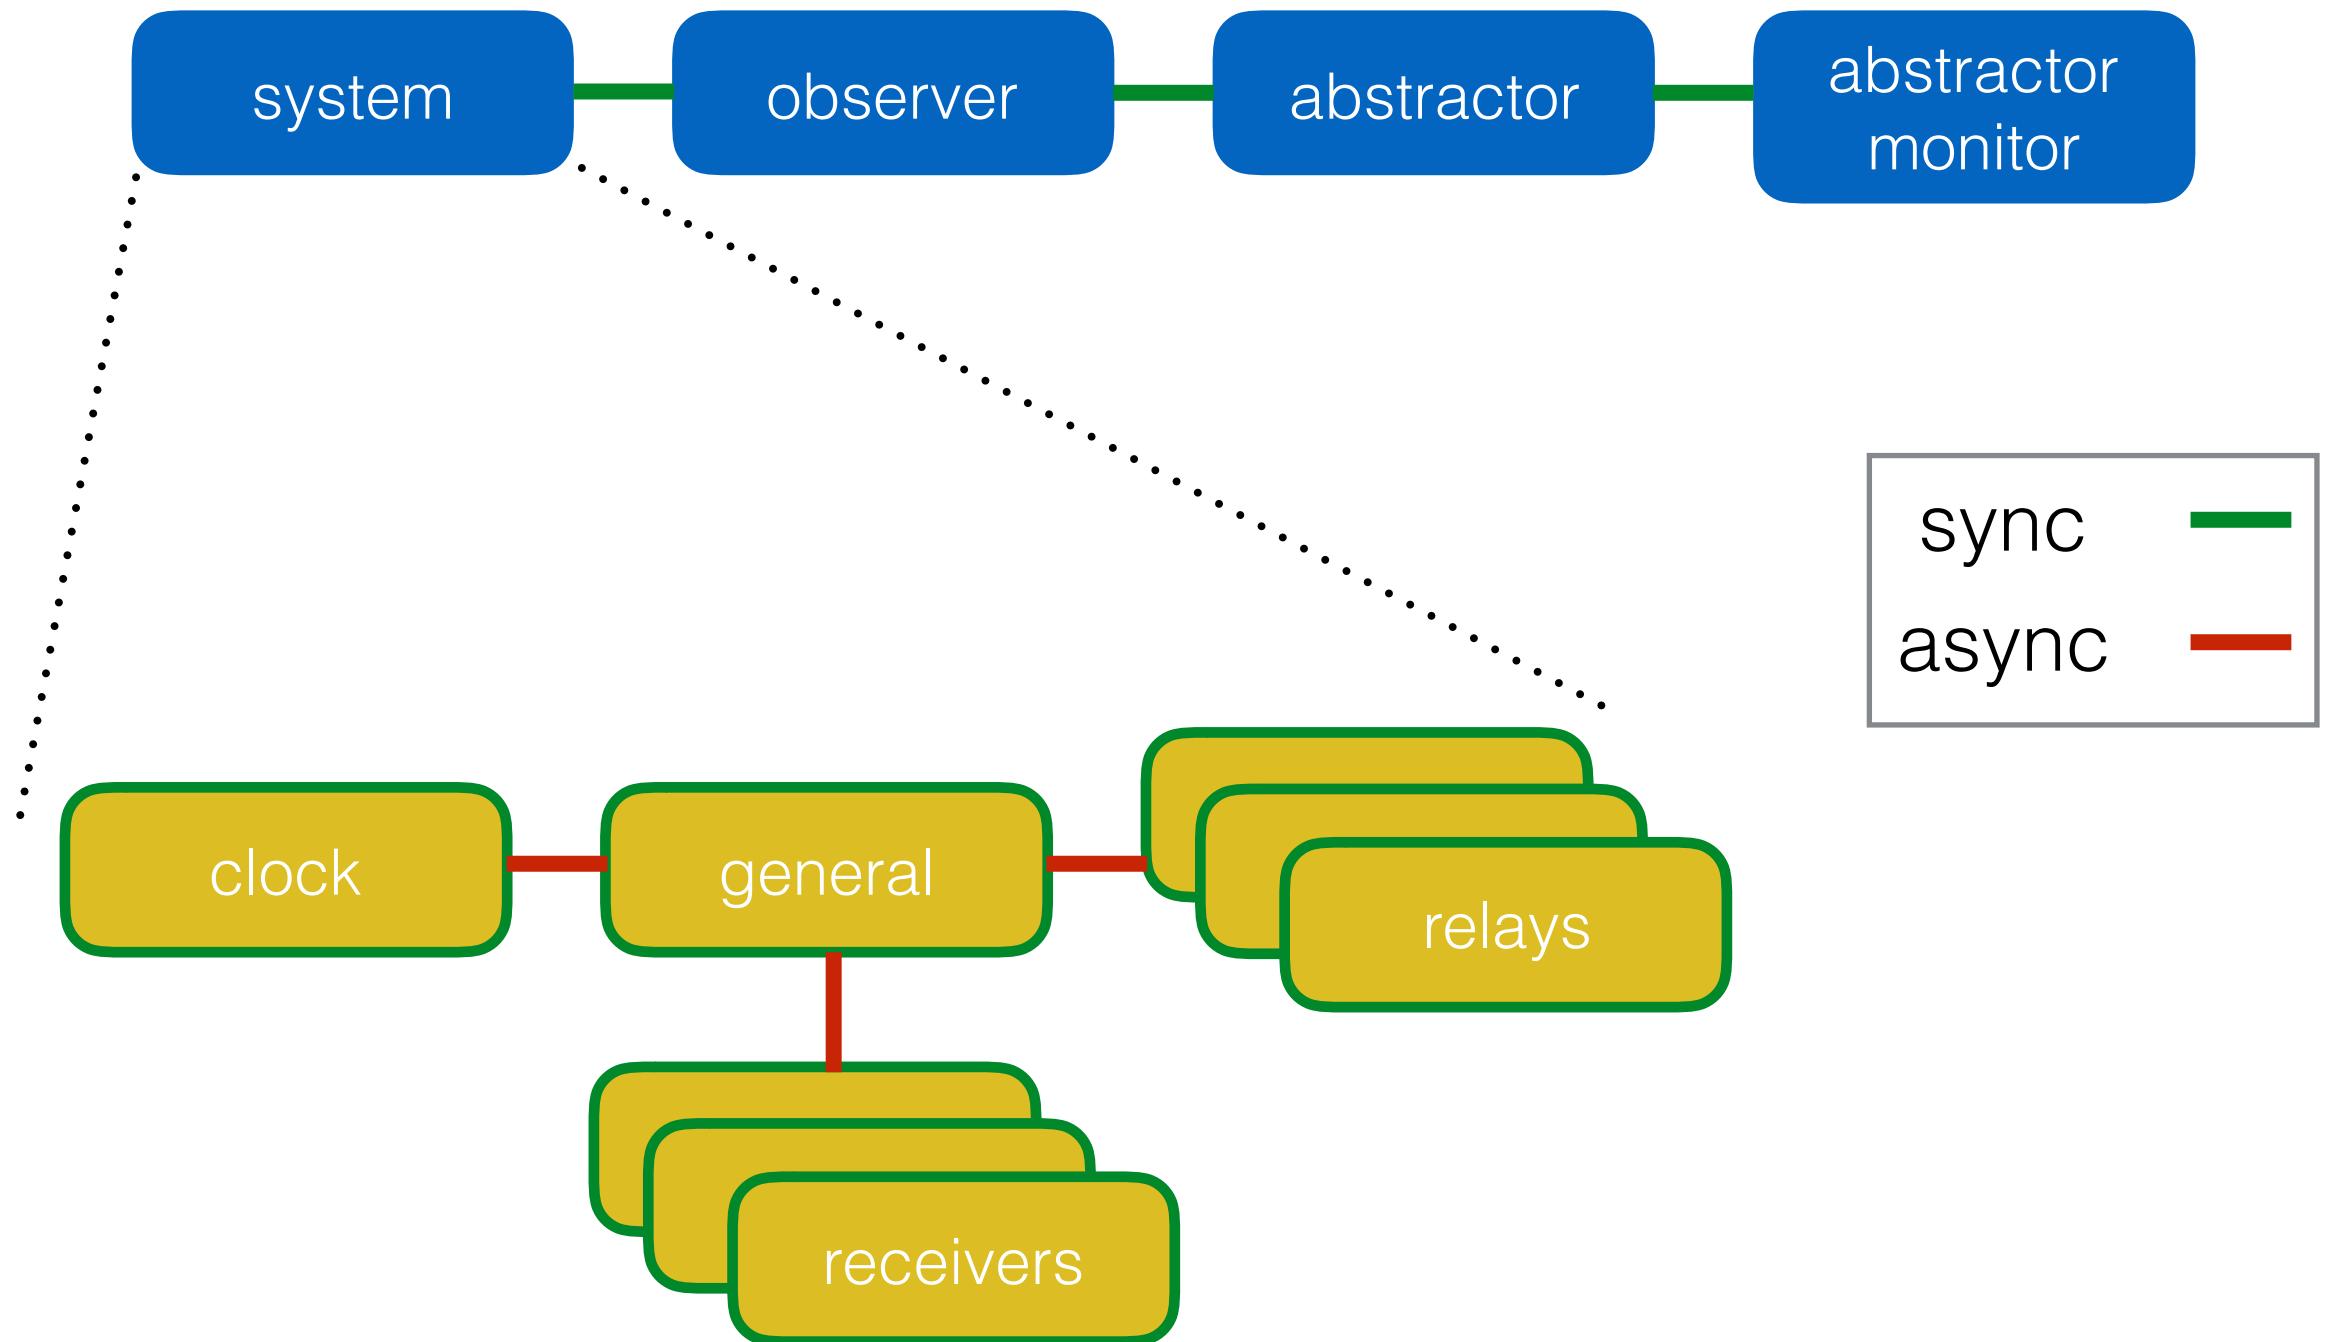 system
observer
abstractor
abstractor
monitor
sync
async
clock
general
relays
receivers